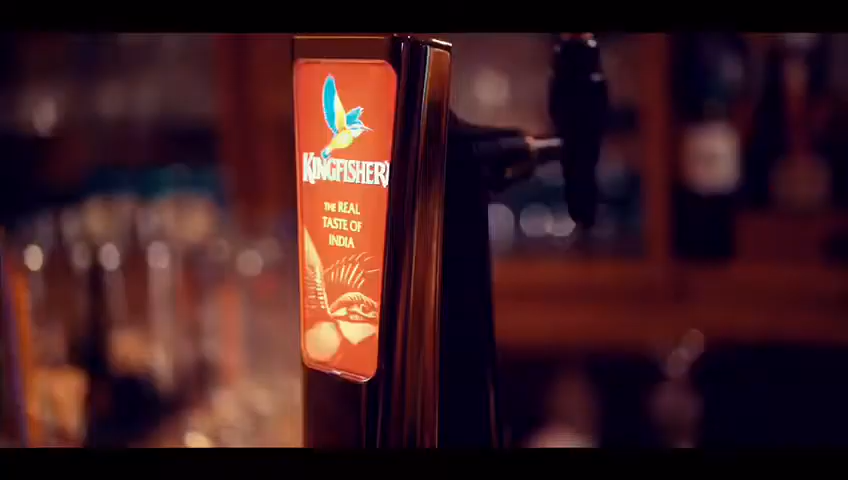 KINGFISHER
THE REAL
TASTE OF
INDIA